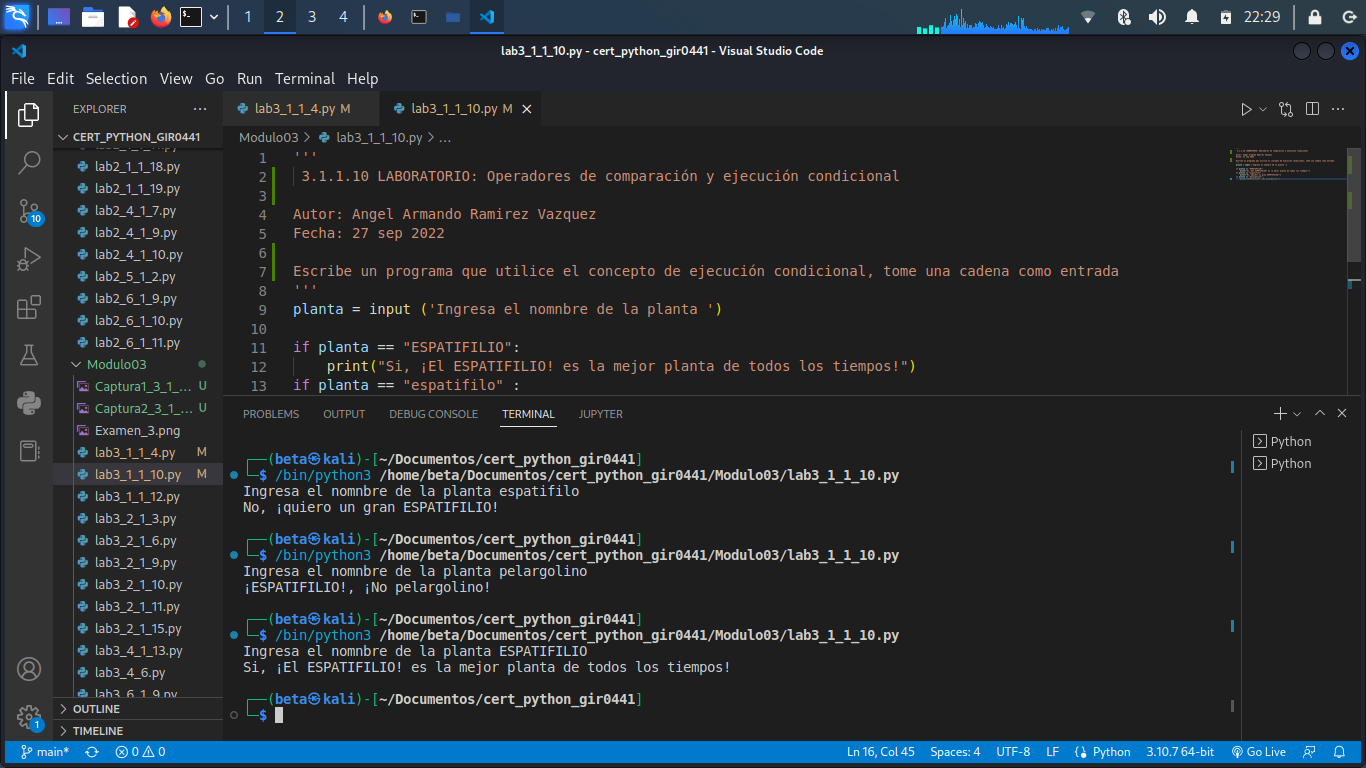 1 2 3 4 22:29
lab3_1_1_10.py - cert_python_gir0441 - Visual Studio Code
File Edit Selection View Go Run Terminal Help
EXPLORER
CERT_PYTHON_GIR0441
lab2_1_1_18.py
lab2_1_1_19.py
lab2_4_1_7.py
lab2_4_1_9.py
lab2_4_1_10.py
lab2_5_1_2.py
lab2_6_1_9.py
lab2_6_1_10.py
lab2_6_1_11.py
Modulo03
Captura1_3_1_... U
Captura2_3_1_... U
Examen_3.png
lab3_1_1_4.py M
lab3_1_1_10.py M
lab3_1_1_12.py
lab3_2_1_3.py
lab3_2_1_6.py
lab3_2_1_9.py
lab3_2_1_10.py
lab3_2_1_11.py
lab3_2_1_15.py
lab3_4_1_13.py
lab3_4_6.py
lab3_6_1_9.py
OUTLINE
TIMELINE
10
1
lab3_1_1_4.py M lab3_1_1_10.py M
Modulo03 > lab3_1_1_10.py > ...
1 '''
2 3.1.1.10 LABORATORIO: Operadores de comparación y ejecución condicional
3
4 Autor: Angel Armando Ramirez Vazquez
5 Fecha: 27 sep 2022
6
7 Escribe un programa que utilice el concepto de ejecución condicional, tome una cadena como entrada
8 '''
9 planta = input ('Ingresa el nomnbre de la planta ')
10
11 if planta == "ESPATIFILIO":
12 print("Si, ¡El ESPATIFILIO! es la mejor planta de todos los tiempos!")
13 if planta == "espatifilo" :
PROBLEMS OUTPUT DEBUG CONSOLE TERMINAL JUPYTER
Python
Python
┌──(beta㉿kali)-[~/Documentos/cert_python_gir0441]
└─$ /bin/python3 /home/beta/Documentos/cert_python_gir0441/Modulo03/lab3_1_1_10.py
Ingresa el nomnbre de la planta espatifilo
No, ¡quiero un gran ESPATIFILIO!
┌──(beta㉿kali)-[~/Documentos/cert_python_gir0441]
└─$ /bin/python3 /home/beta/Documentos/cert_python_gir0441/Modulo03/lab3_1_1_10.py
Ingresa el nomnbre de la planta pelargolino
¡ESPATIFILIO!, ¡No pelargolino!
┌──(beta㉿kali)-[~/Documentos/cert_python_gir0441]
└─$ /bin/python3 /home/beta/Documentos/cert_python_gir0441/Modulo03/lab3_1_1_10.py
Ingresa el nomnbre de la planta ESPATIFILIO
Si, ¡El ESPATIFILIO! es la mejor planta de todos los tiempos!
┌──(beta㉿kali)-[~/Documentos/cert_python_gir0441]
└─$
main* 0 0 Ln 16, Col 45 Spaces: 4 UTF-8 LF Python 3.10.7 64-bit Go Live